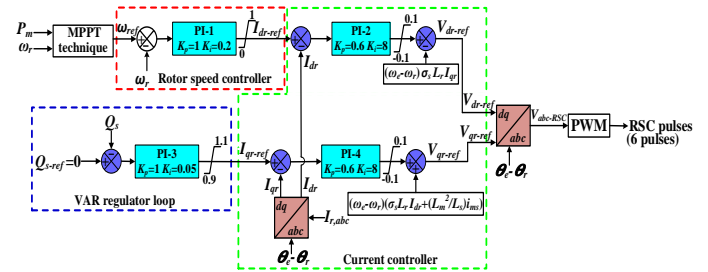 P_m
ω_r
MPPT
technique
ω_ref
ω_r
PI-1
K_p=1 K_i=0.2
1
0
I_dr-ref
Rotor speed controller
I_dr
PI-2
K_p=0.6 K_i=8
0.1
-0.1
V_dr-ref
(ω_e-ω_r) σ_s L_r I_qr
V_dr-ref
Q_s
Q_s-ref=0
PI-3
K_p=1 K_i=0.05
1.1
0.9
VAR regulator loop
I_qr-ref
I_qr
I_dr
PI-4
K_p=0.6 K_i=8
0.1
-0.1
V_qr-ref
V_qr-ref
(ω_e-ω_r)(σ_s L_r I_dr+(L_m^2/L_s)i_ms)
dq
abc
I_r,abc
θ_e-θ_r
Current controller
dq
abc
θ_e-θ_r
V_abc-RSC
PWM
RSC pulses
(6 pulses)